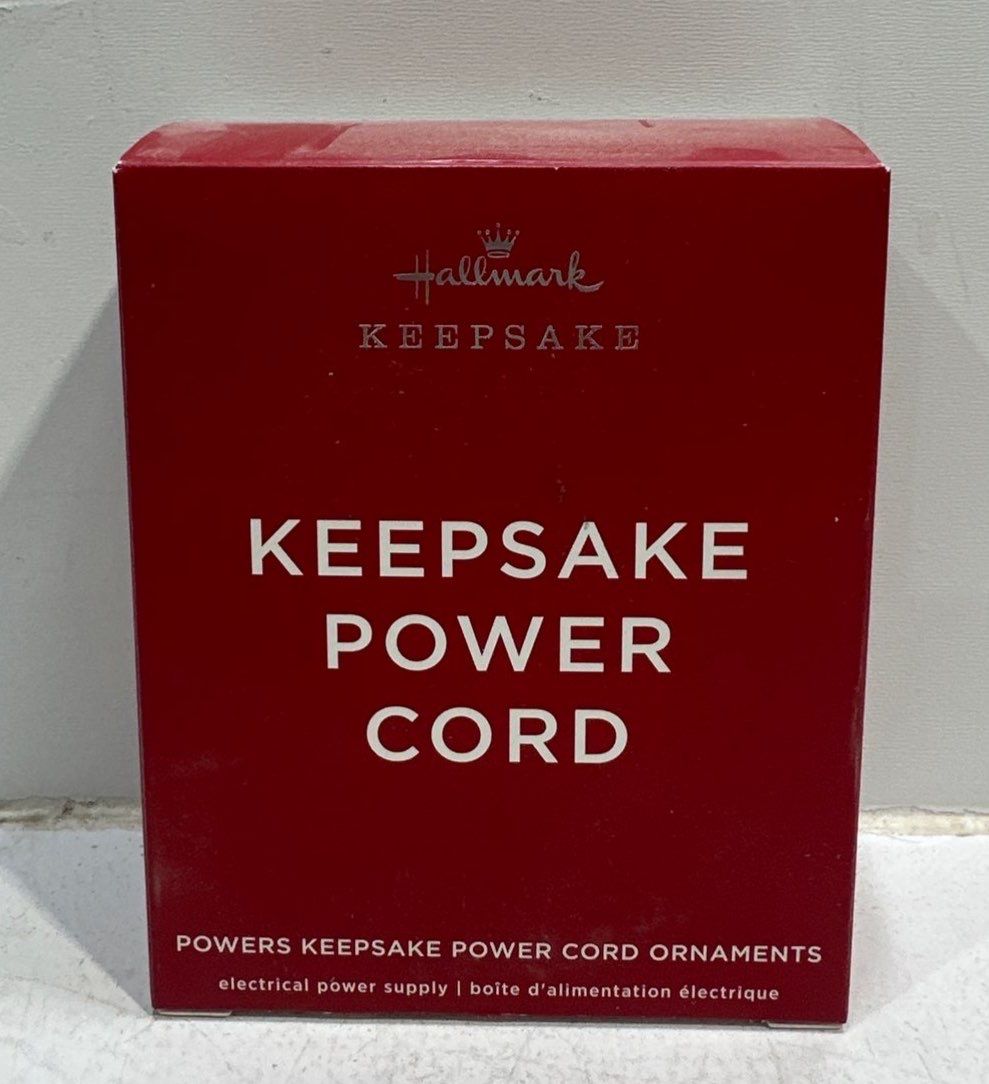 Hallmark
KEEPSAKE
KEEPSAKE
POWER
CORD
POWERS KEEPSAKE POWER CORD ORNAMENTS
electrical power supply | boîte d'alimentation électrique